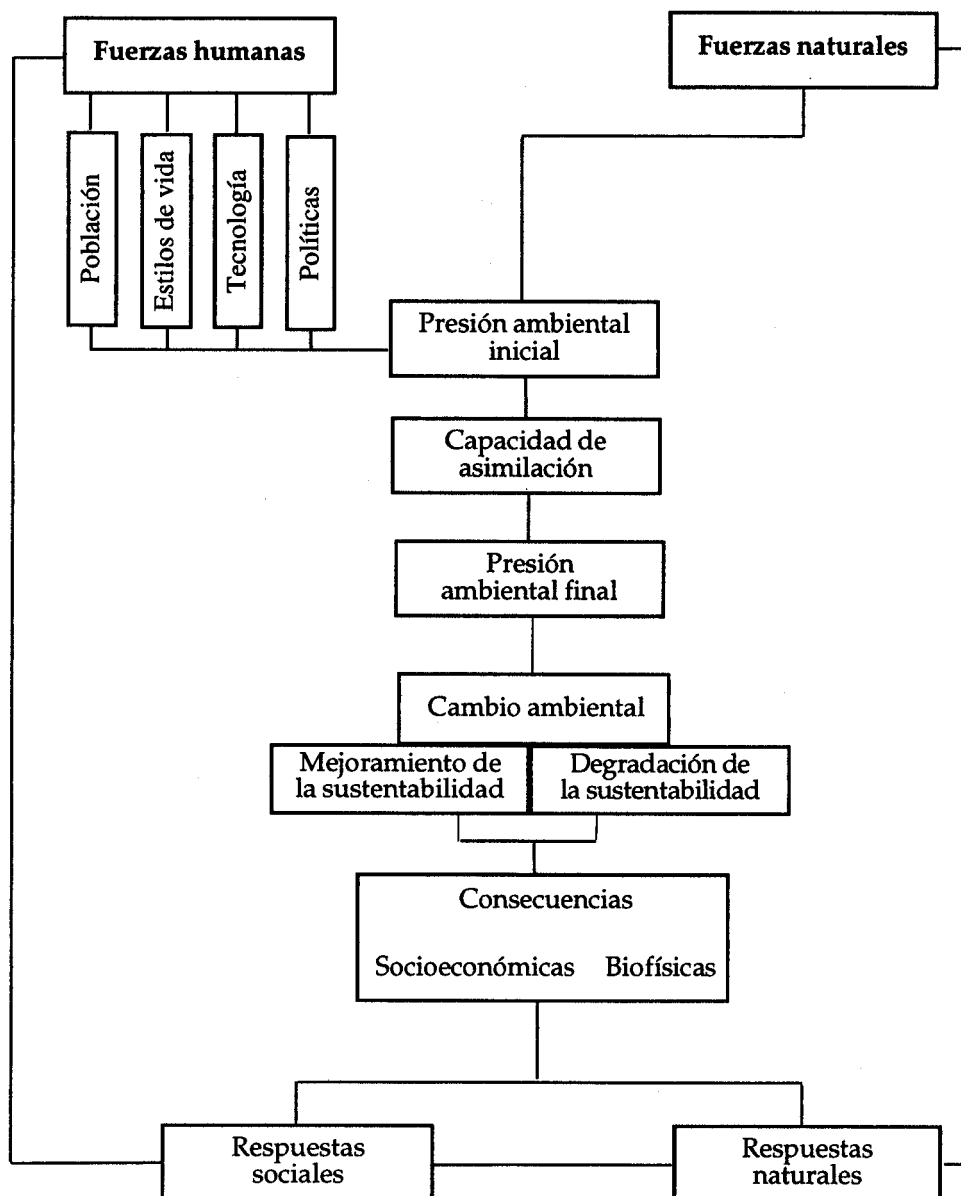 Fuerzas humanas
Fuerzas naturales
Población
Estilos de vida
Tecnología
Políticas
Presión ambiental
inicial
Capacidad de
asimilación
Presión
ambiental final
Cambio ambiental
Mejoramiento de
la sustentabilidad
Degradación de
la sustentabilidad
Consecuencias
Socioeconómicas Biofísicas
Respuestas
sociales
Respuestas
naturales